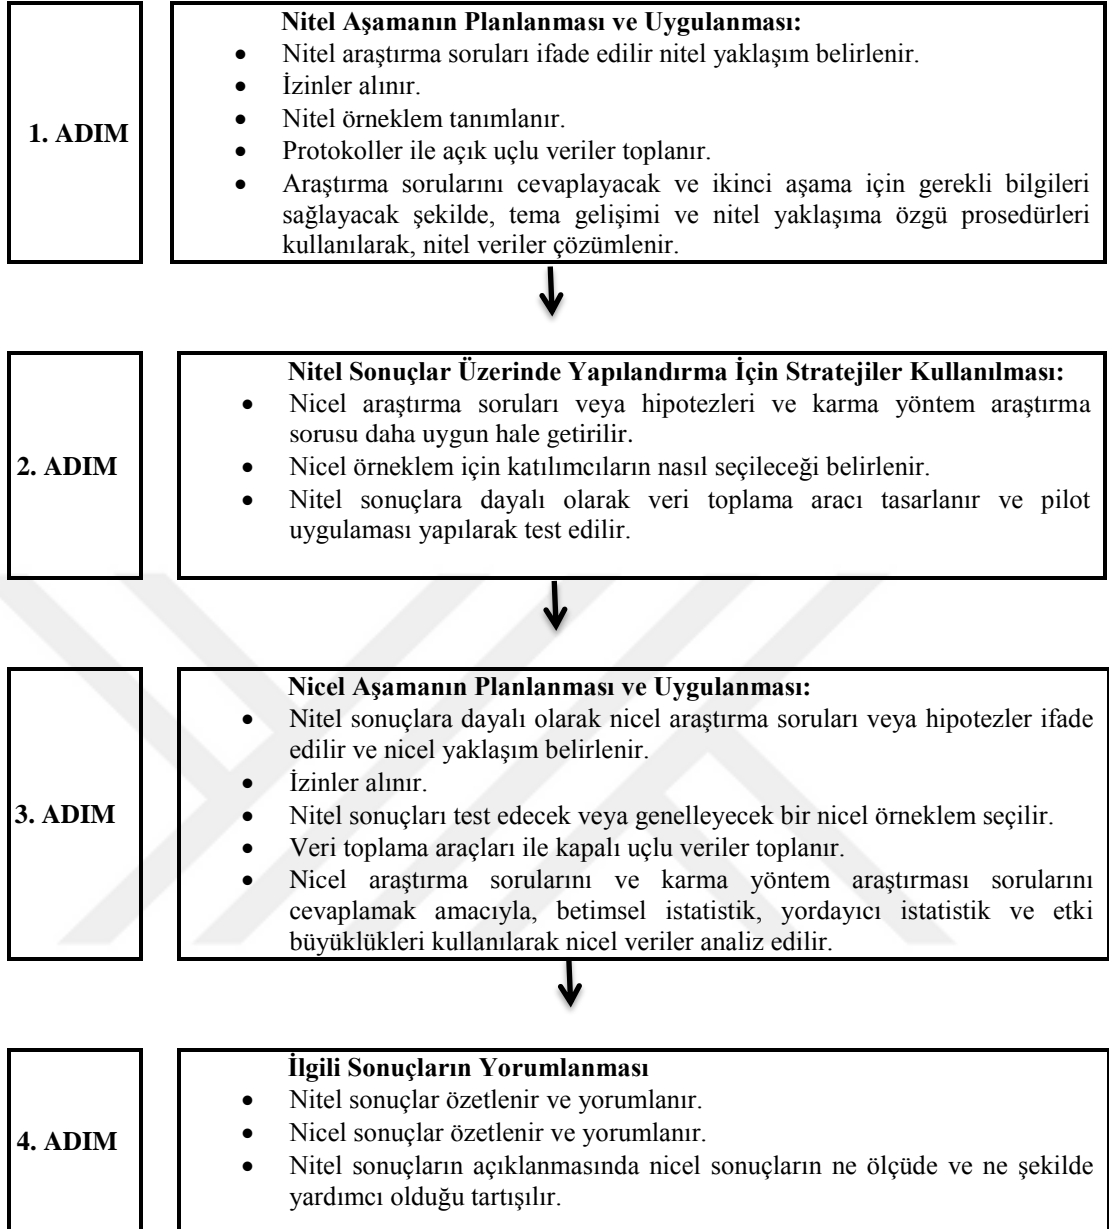 Nitel Aşamanın Planlanması ve Uygulanması:
1. ADIM
• Nitel araştırma soruları ifade edilir nitel yaklaşım belirlenir.
• İzinler alınır.
• Nitel örneklem tanımlanır.
• Protokoller ile açık uçlu veriler toplanır.
• Araştırma sorularını cevaplayacak ve ikinci aşama için gerekli bilgileri
sağlayacak şekilde, tema gelişimi ve nitel yaklaşıma özgü prosedürleri
kullanılarak, nitel veriler çözümlenir.
Nitel Sonuçlar Üzerinde Yapılandırma İçin Stratejiler Kullanılması:
2. ADIM
• Nicel araştırma soruları veya hipotezleri ve karma yöntem araştırma
sorusu daha uygun hale getirilir.
• Nicel örneklem için katılımcıların nasıl seçileceği belirlenir.
• Nitel sonuçlara dayalı olarak veri toplama aracı tasarlanır ve pilot
uygulaması yapılarak test edilir.
Nicel Aşamanın Planlanması ve Uygulanması:
3. ADIM
• Nitel sonuçlara dayalı olarak nicel araştırma soruları veya hipotezler ifade
edilir ve nicel yaklaşım belirlenir.
• İzinler alınır.
• Nitel sonuçları test edecek veya genelleyecek bir nicel örneklem seçilir.
• Veri toplama araçları ile kapalı uçlu veriler toplanır.
• Nicel araştırma sorularını ve karma yöntem araştırması sorularını
cevaplamak amacıyla, betimsel istatistik, yordayıcı istatistik ve etki
büyüklükleri kullanılarak nicel veriler analiz edilir.
İlgili Sonuçların Yorumlanması
4. ADIM
• Nitel sonuçlar özetlenir ve yorumlanır.
• Nicel sonuçlar özetlenir ve yorumlanır.
• Nitel sonuçların açıklanmasında nicel sonuçların ne ölçüde ve ne şekilde
yardımcı olduğu tartışılır.